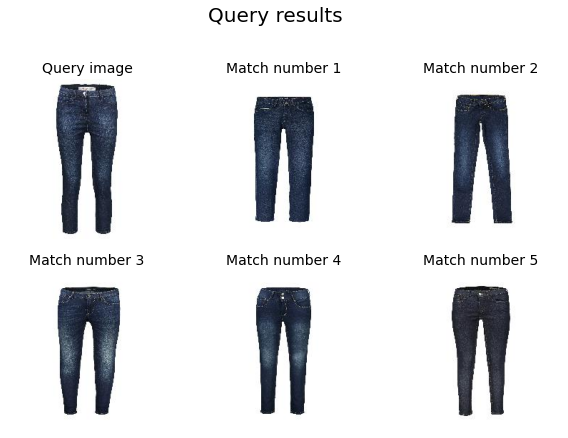 Query results
Query image
Match number 1
Match number 2
Match number 3
Match number 4
Match number 5